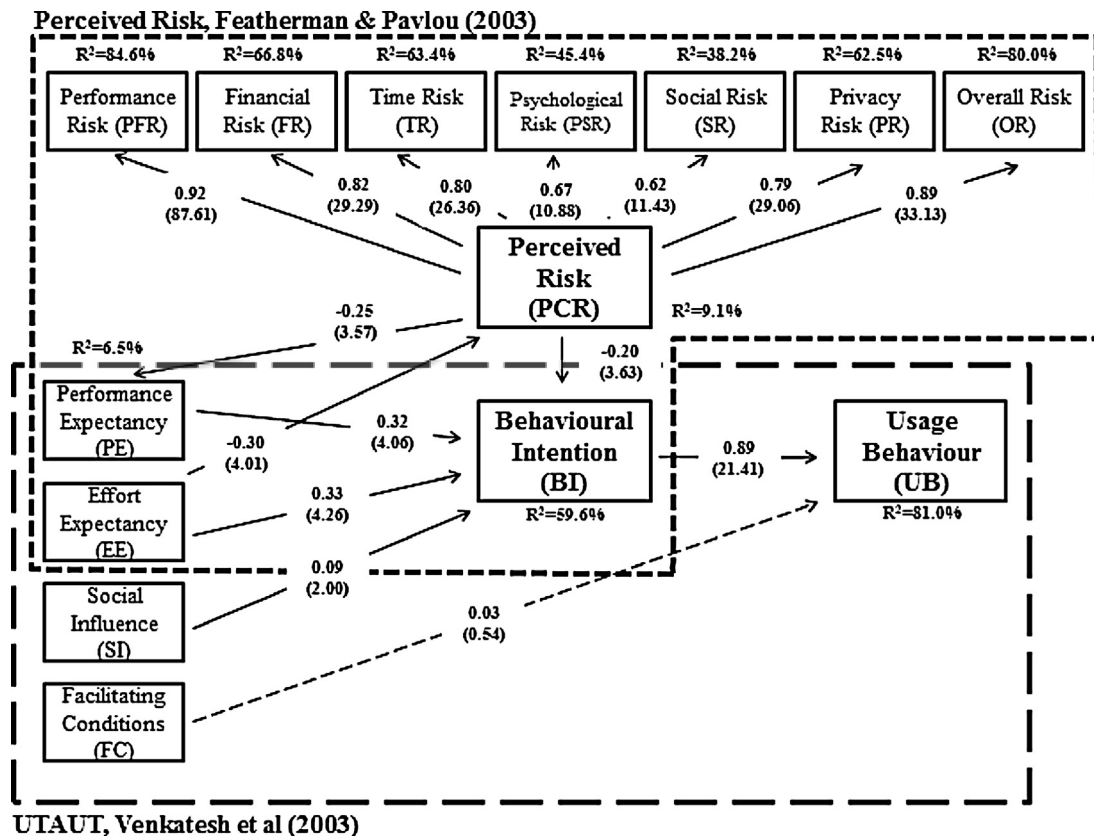 Perceived Risk, Featherman & Pavlou (2003)
R²=84.6%
R²=66.8%
R²=63.4%
R²=45.4%
R²=38.2%
R²=62.5%
R²=80.0%
Performance
Risk (PFR)
Financial
Risk (FR)
Time Risk
(TR)
Psychological
Risk (PSR)
Social Risk
(SR)
Privacy
Risk (PR)
Overall Risk
(OR)
0.92
(87.61)
0.82
(29.29)
0.80
(26.36)
0.67
(10.88)
0.62
(11.43)
0.79
(29.06)
0.89
(33.13)
Perceived
Risk
(PCR)
R²=9.1%
-0.25
(3.57)
R²=6.5%
-0.20
(3.63)
Performance
Expectancy
(PE)
-0.30
(4.01)
0.32
(4.06)
Behavioural
Intention
(BI)
R²=59.6%
0.89
(21.41)
Usage
Behaviour
(UB)
R²=81.0%
Effort
Expectancy
(EE)
0.33
(4.26)
0.09
(2.00)
Social
Influence
(SI)
0.03
(0.54)
Facilitating
Conditions
(FC)
UTAUT, Venkatesh et al (2003)